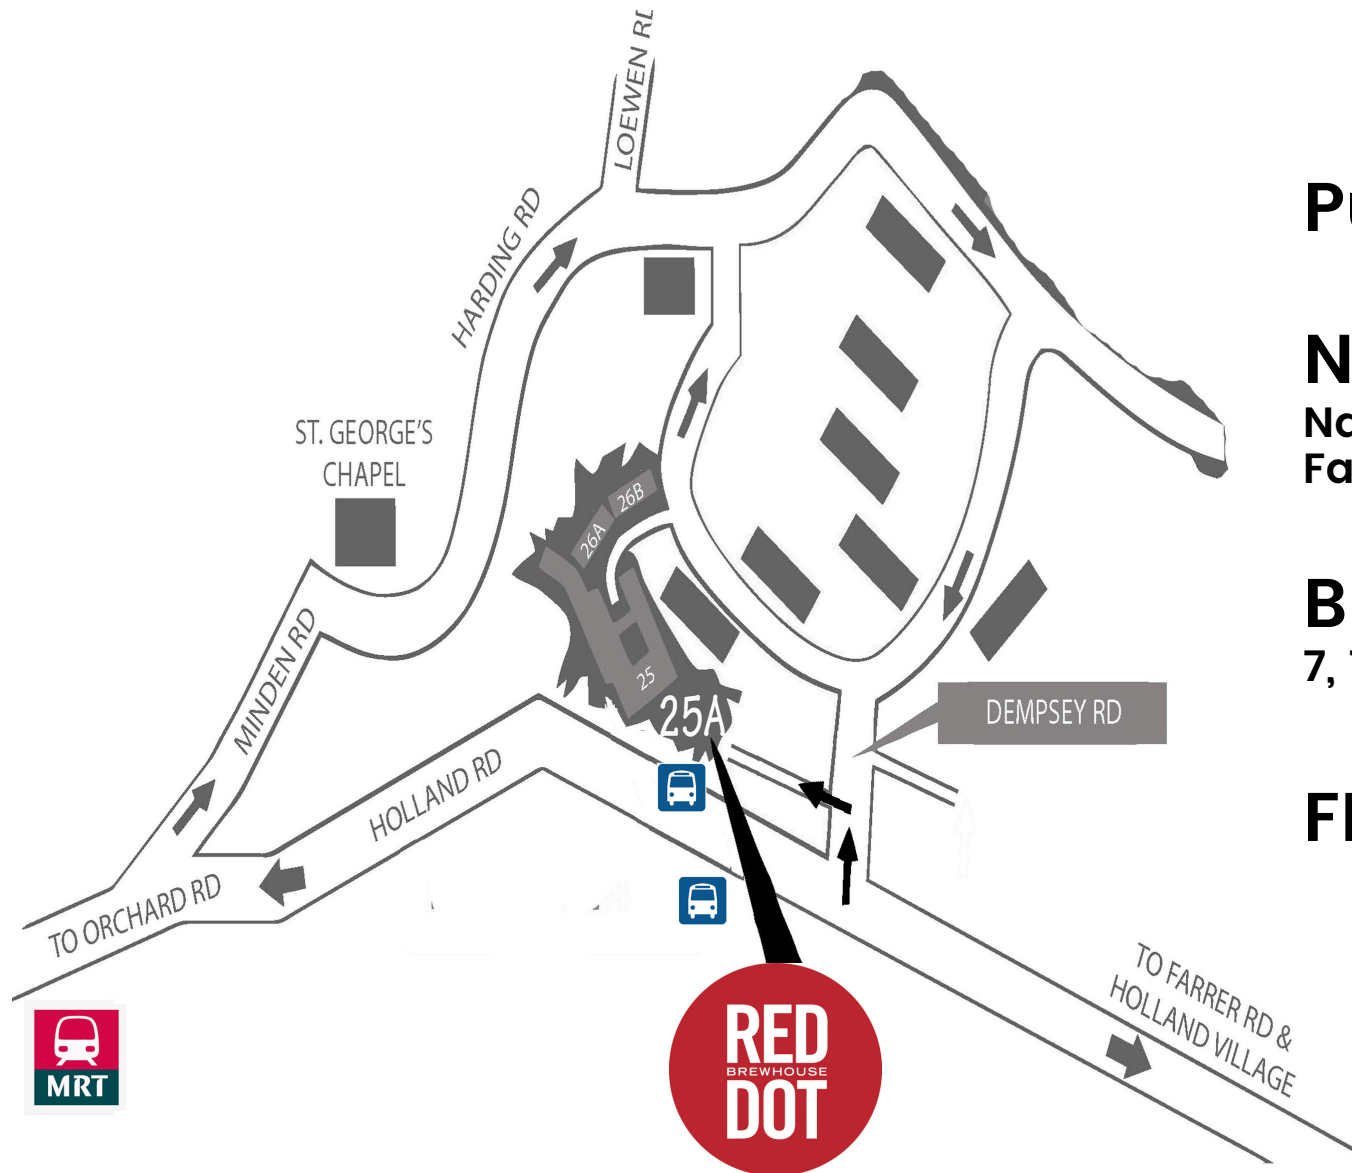 LOEWEN RD
HARDING RD
ST. GEORGE'S
CHAPEL
26B
26A
25
25A
MINDEN RD
DEMPSEY RD
HOLLAND RD
TO ORCHARD RD
TO FARRER RD &
HOLLAND VILLAGE
MRT
RED
BREWHOUSE
DOT
7,